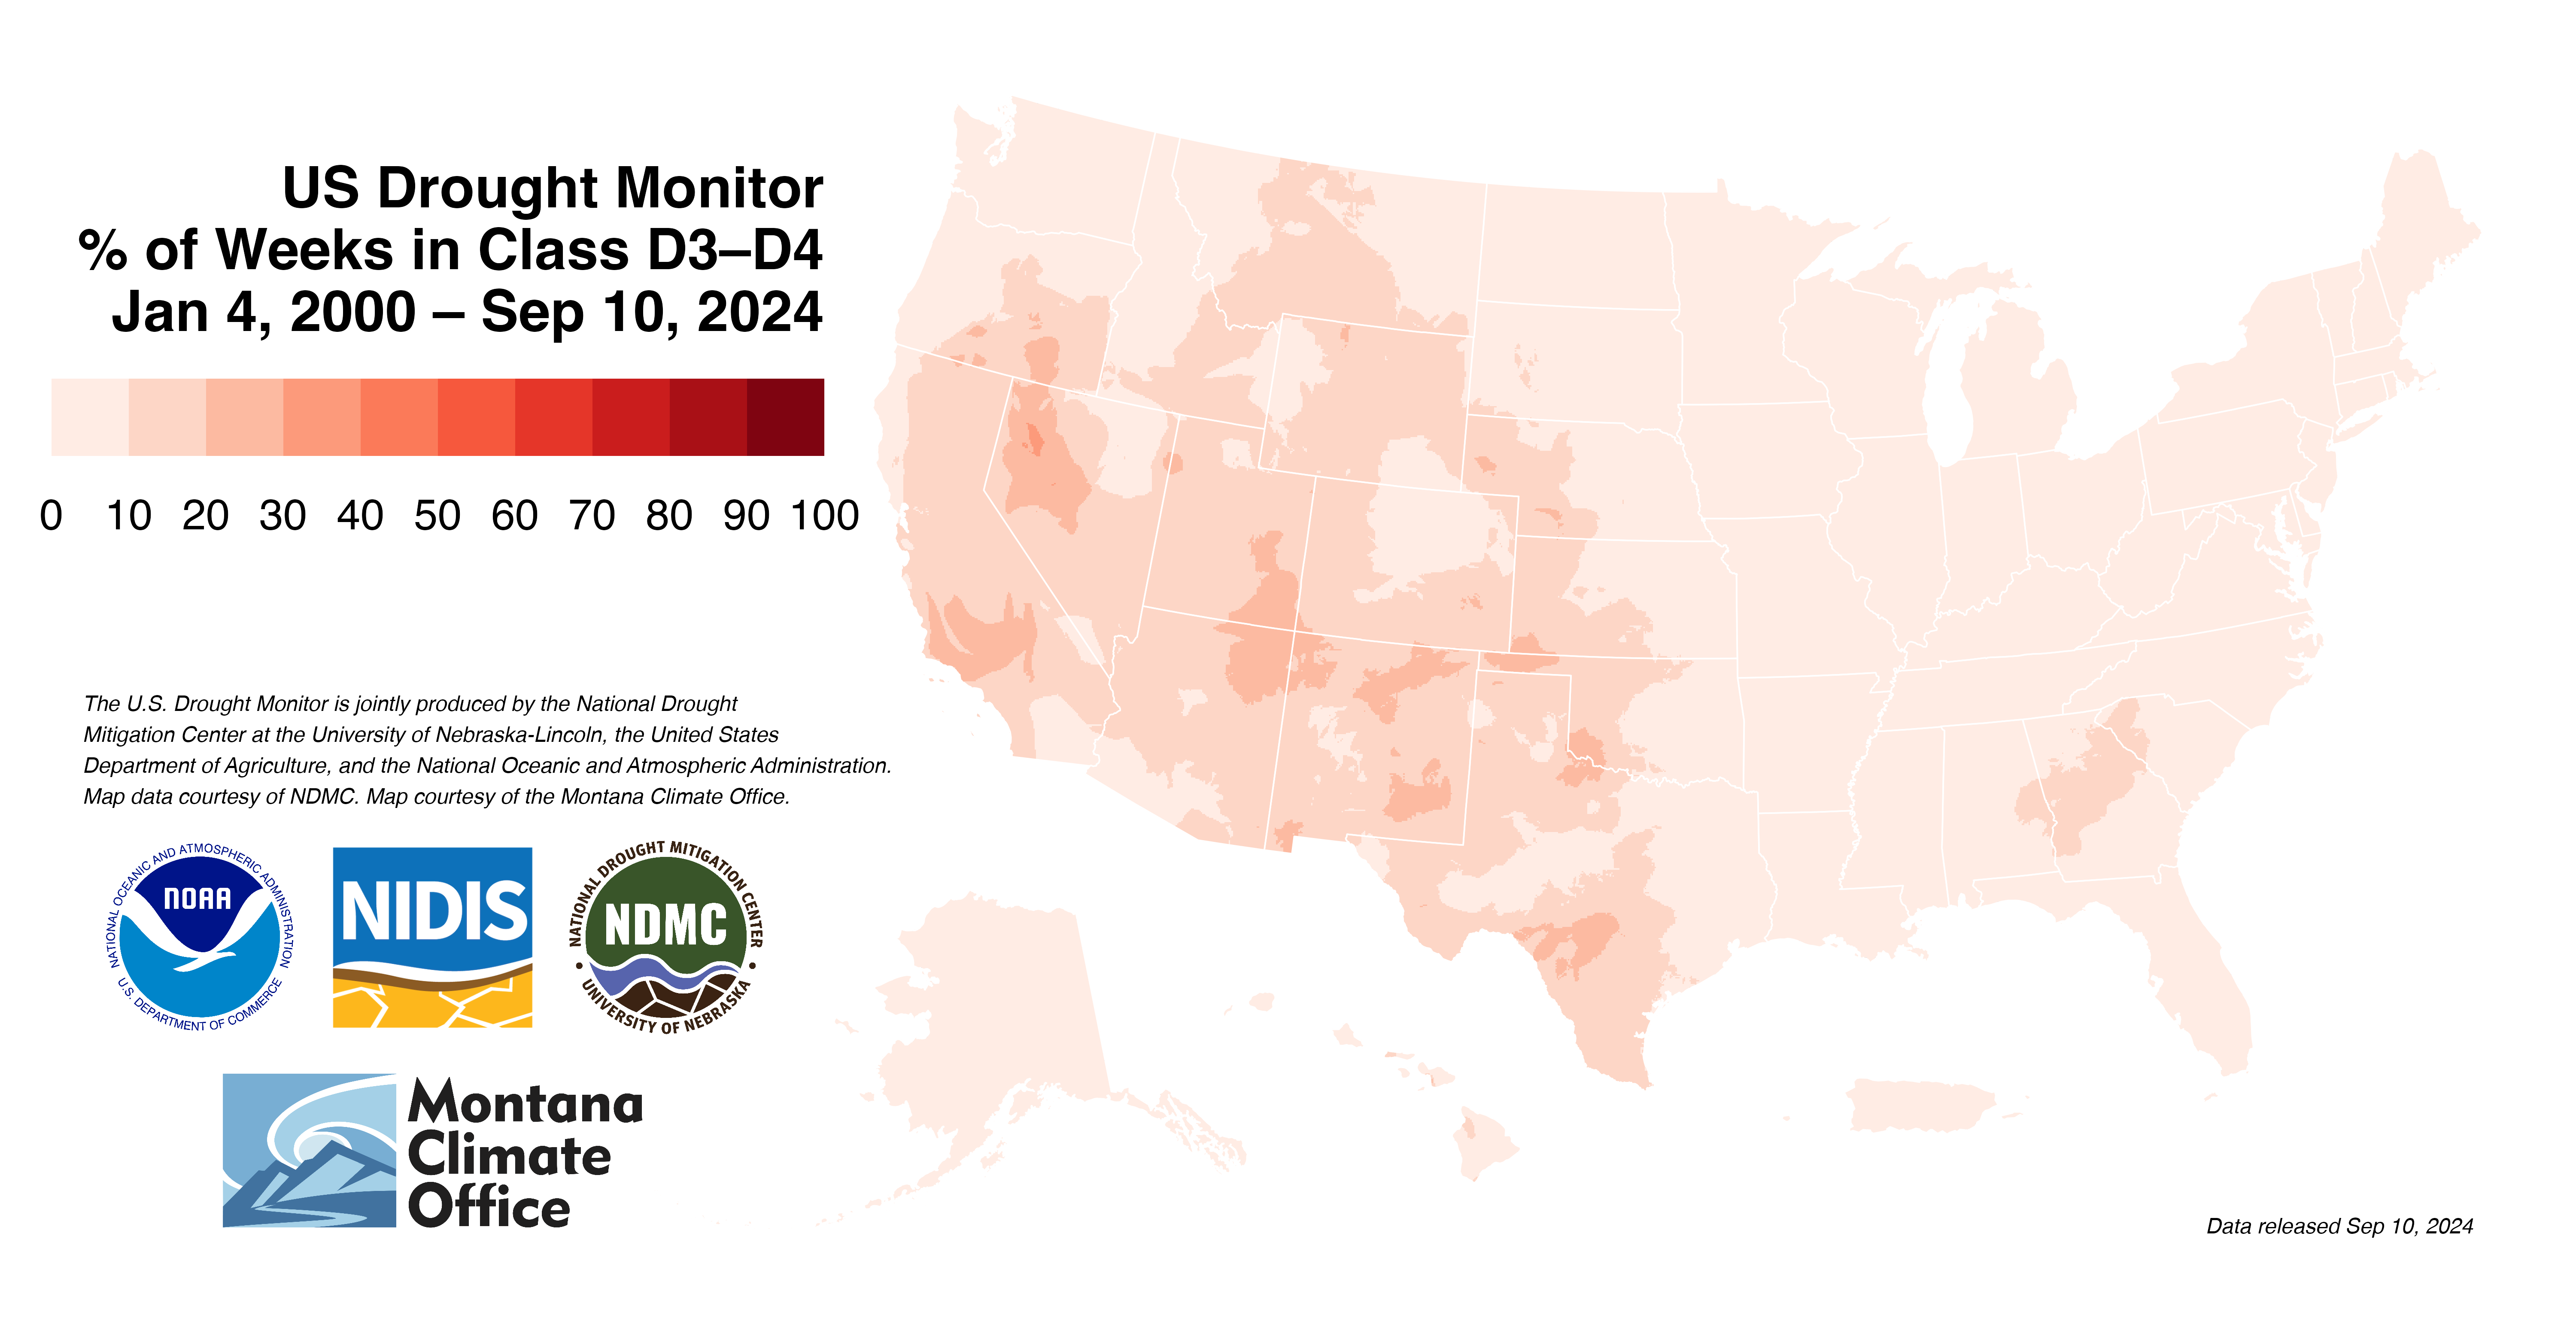 US Drought Monitor
% of Weeks in Class D3–D4
Jan 4, 2000 – Sep 10, 2024
0 10 20 30 40 50 60 70 80 90 100
The U.S. Drought Monitor is jointly produced by the National Drought
Mitigation Center at the University of Nebraska-Lincoln, the United States
Department of Agriculture, and the National Oceanic and Atmospheric Administration.
Map data courtesy of NDMC. Map courtesy of the Montana Climate Office.
NATIONAL OCEANIC AND ATMOSPHERIC ADMINISTRATION
NOAA
U.S. DEPARTMENT OF COMMERCE
NIDIS
NATIONAL DROUGHT MITIGATION CENTER
NDMC
UNIVERSITY OF NEBRASKA
Montana
Climate
Office
Data released Sep 10, 2024